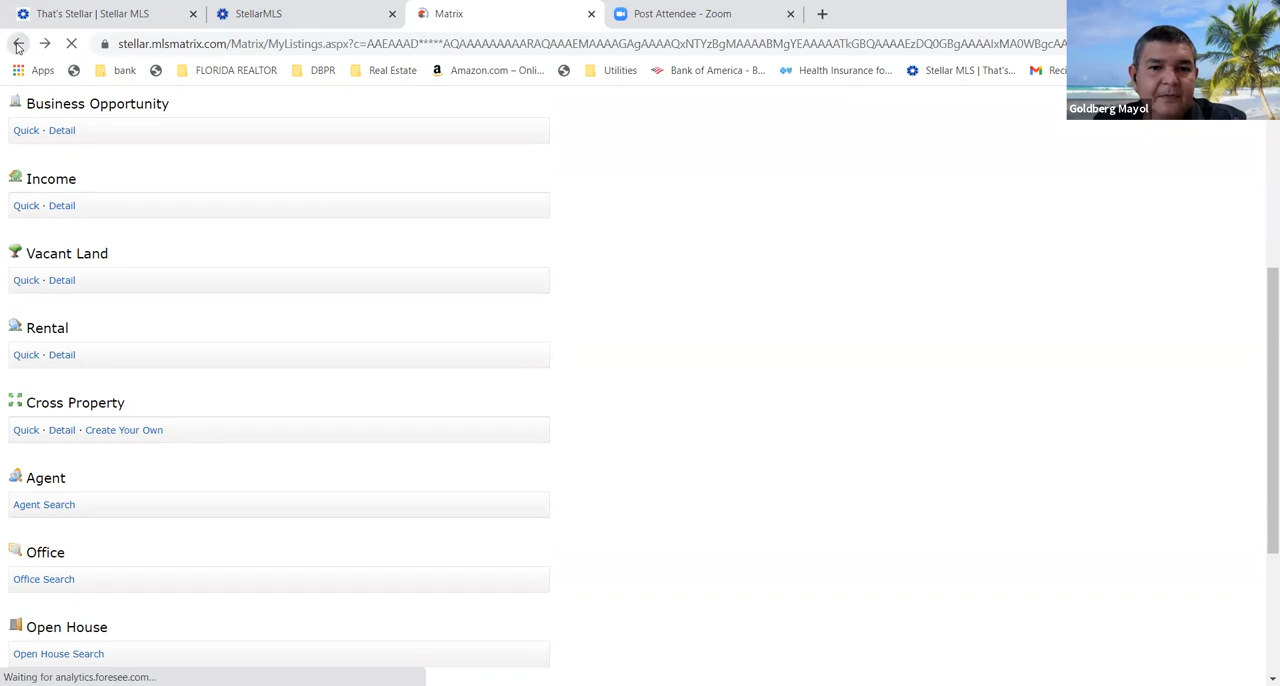 That's Stellar | Stellar MLS
StellarMLS
Matrix
Post Attendee - Zoom
stellar.mlsmatrix.com/Matrix/MyListings.aspx?c=AAEAAAD*****AQAAAAAAAAARAQAAAEMAAAAGAgAAAAQxNTYzBgMAAAABMgYEAAAAATkGBQAAAAEzDQ0GBgAAAAIxMA0WBgcAA
Apps
bank
FLORIDA REALTOR
DBPR
Real Estate
Amazon.com – Onli...
Utilities
Bank of America - B...
Health Insurance fo...
Stellar MLS | That's...
Reci
Goldberg Mayol
Business Opportunity
Quick · Detail
Income
Quick · Detail
Vacant Land
Quick · Detail
Rental
Quick · Detail
Cross Property
Quick · Detail · Create Your Own
Agent
Agent Search
Office
Office Search
Open House
Open House Search
Waiting for analytics.foresee.com...